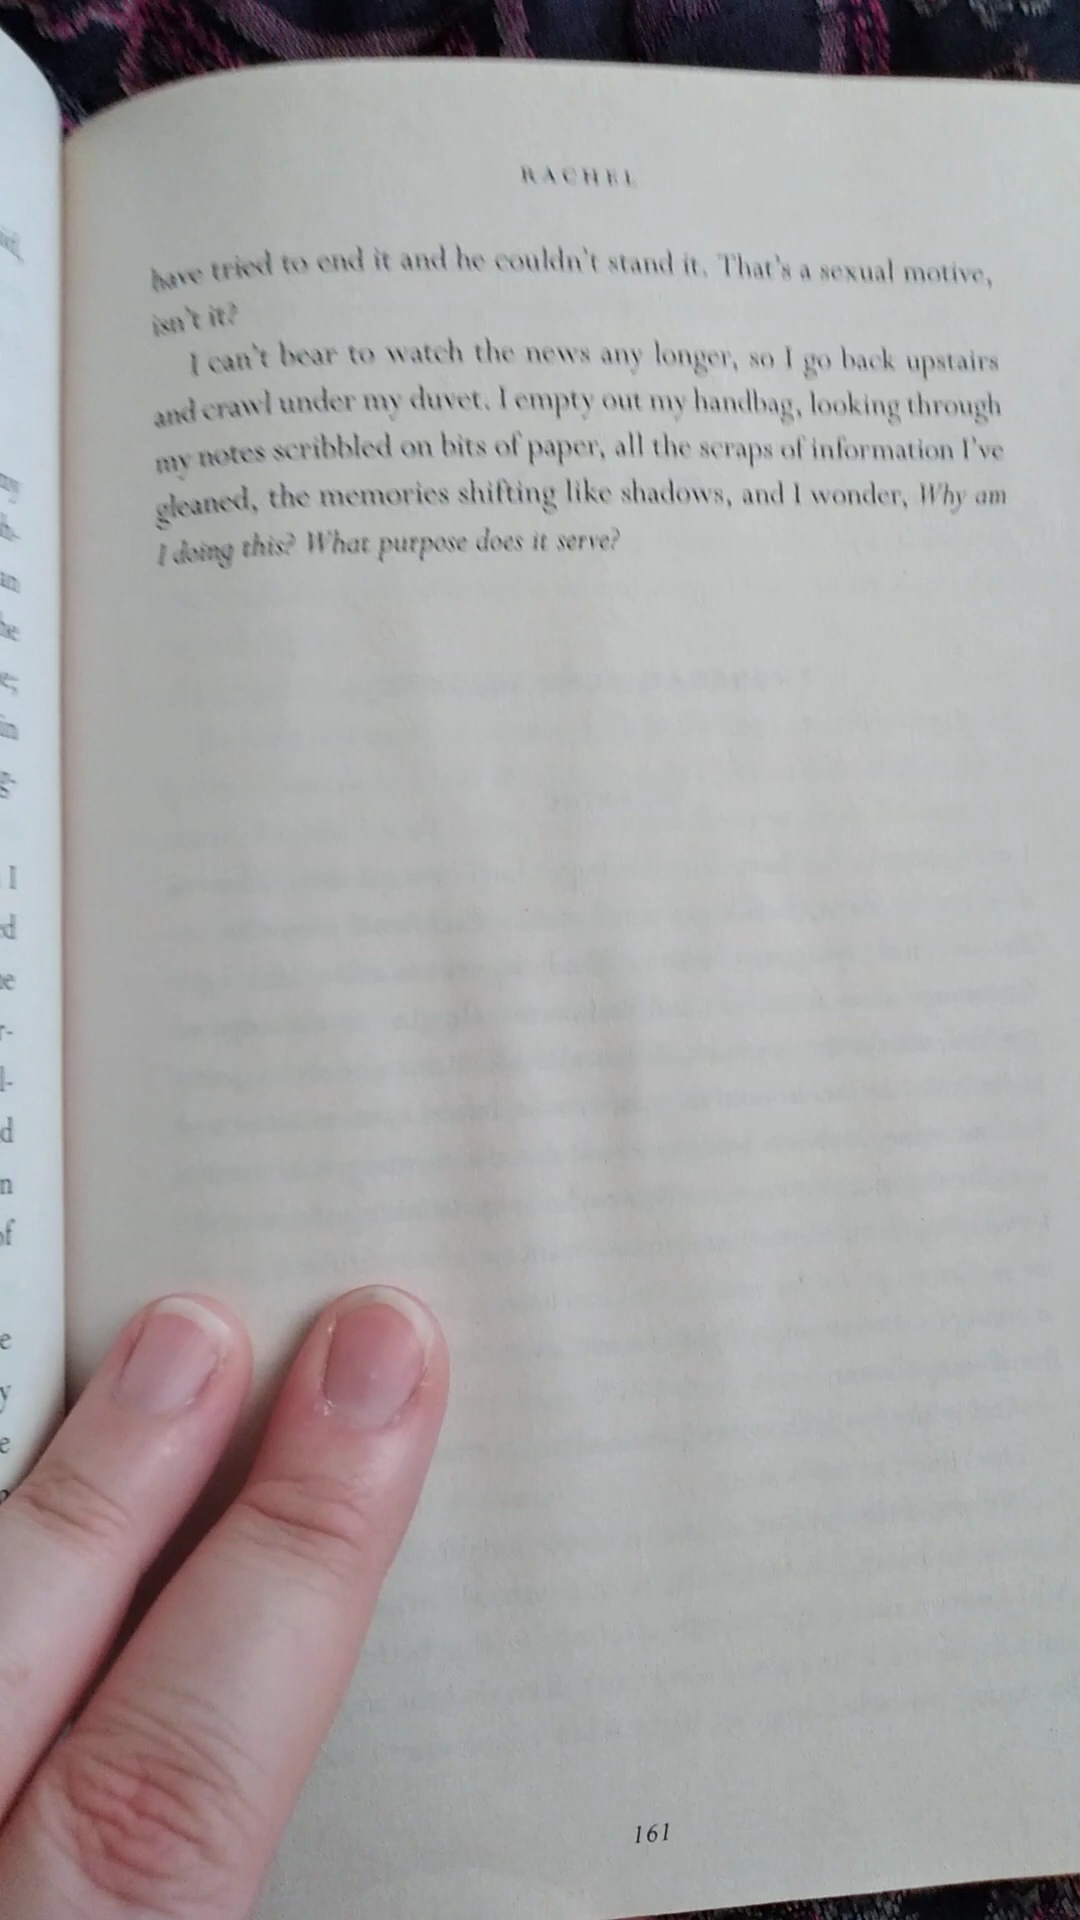 RACHEL
have tried to end it and he couldn't stand it. That's a sexual motive,
isn't it?
I can't bear to watch the news any longer, so I go back upstairs
and crawl under my duvet. I empty out my handbag, looking through
my notes scribbled on bits of paper, all the scraps of information I've
gleaned, the memories shifting like shadows, and I wonder, Why am
I doing this? What purpose does it serve?
161